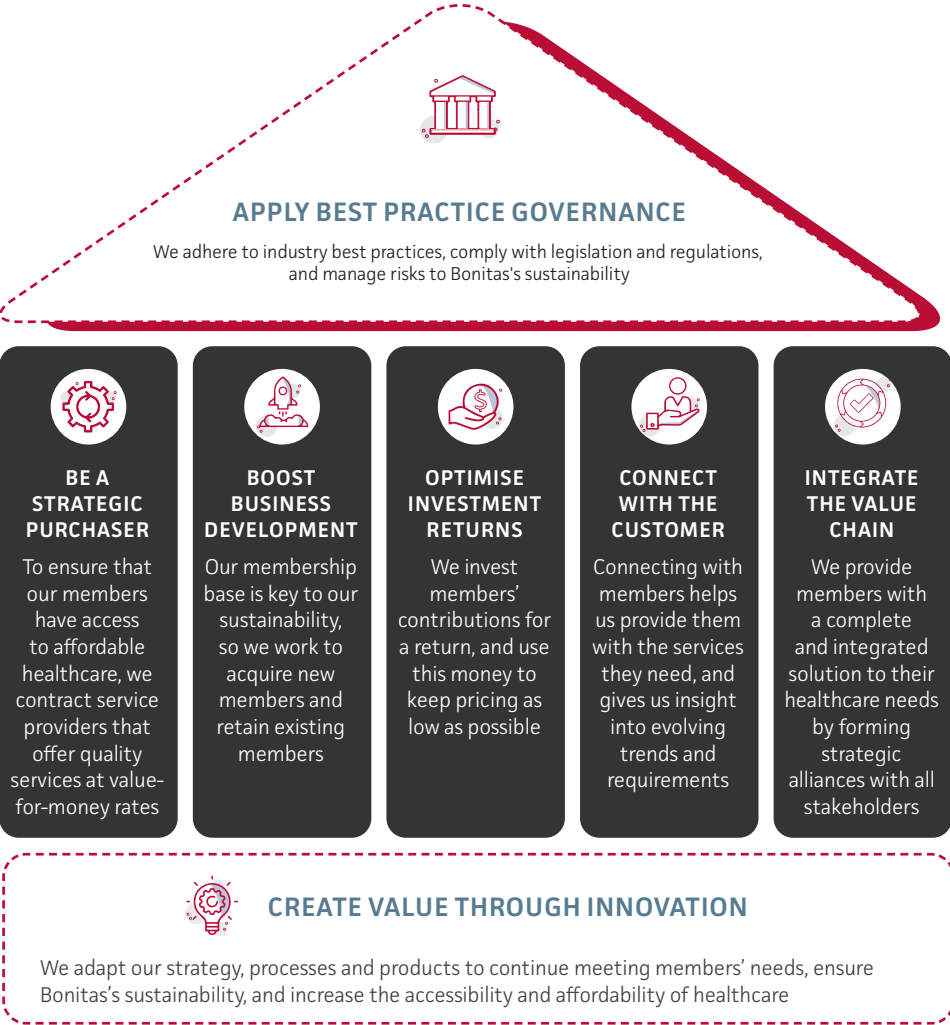 APPLY BEST PRACTICE GOVERNANCE
We adhere to industry best practices, comply with legislation and regulations,
and manage risks to Bonitas's sustainability
BE A
STRATEGIC
PURCHASER
To ensure that
our members
have access
to affordable
healthcare, we
contract service
providers that
offer quality
services at value-
for-money rates
BOOST
BUSINESS
DEVELOPMENT
Our membership
base is key to our
sustainability,
so we work to
acquire new
members and
retain existing
members
OPTIMISE
INVESTMENT
RETURNS
We invest
members’
contributions for
a return, and use
this money to
keep pricing as
low as possible
CONNECT
WITH THE
CUSTOMER
Connecting with
members helps
us provide them
with the services
they need, and
gives us insight
into evolving
trends and
requirements
INTEGRATE
THE VALUE
CHAIN
We provide
members with
a complete
and integrated
solution to their
healthcare needs
by forming
strategic
alliances with all
stakeholders
CREATE VALUE THROUGH INNOVATION
We adapt our strategy, processes and products to continue meeting members’ needs, ensure
Bonitas’s sustainability, and increase the accessibility and affordability of healthcare